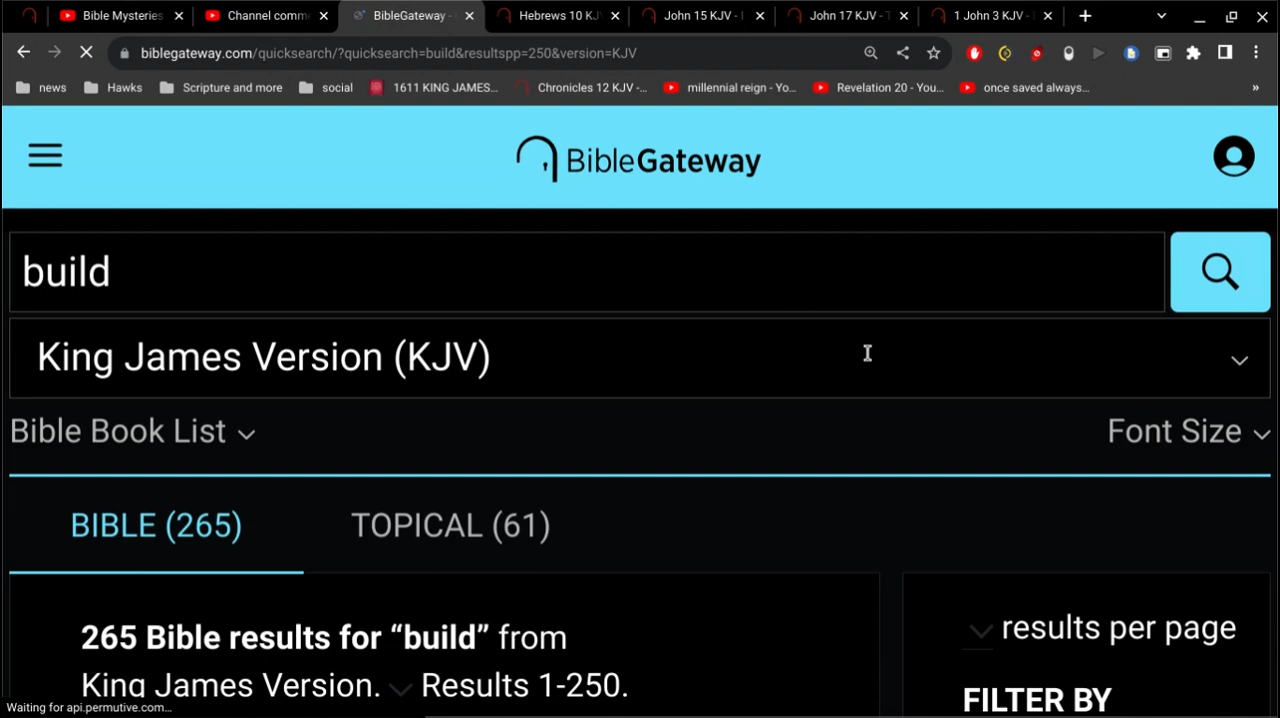 Bible Mysteries
Channel comm
BibleGateway -
Hebrews 10 KJ
John 15 KJV -
John 17 KJV -
1 John 3 KJV -
biblegateway.com/quicksearch/?quicksearch=build&resultspp=250&version=KJV
news
Hawks
Scripture and more
social
1611 KING JAMES...
Chronicles 12 KJV -...
millennial reign - Yo...
Revelation 20 - You...
once saved always...
»
BibleGateway
build
King James Version (KJV)
Bible Book List
Font Size
BIBLE (265)
TOPICAL (61)
265 Bible results for “build” from
King James Version. Results 1-250.
results per page
FILTER BY
Waiting for api.permutive.com...